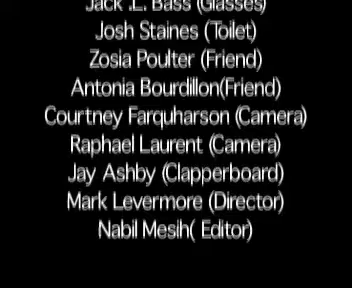 Jack .L. Bass (Glasses)
Josh Staines (Toilet)
Zosia Poulter (Friend)
Antonia Bourdillon(Friend)
Courtney Farquharson (Camera)
Raphael Laurent (Camera)
Jay Ashby (Clapperboard)
Mark Levermore (Director)
Nabil Mesih( Editor)